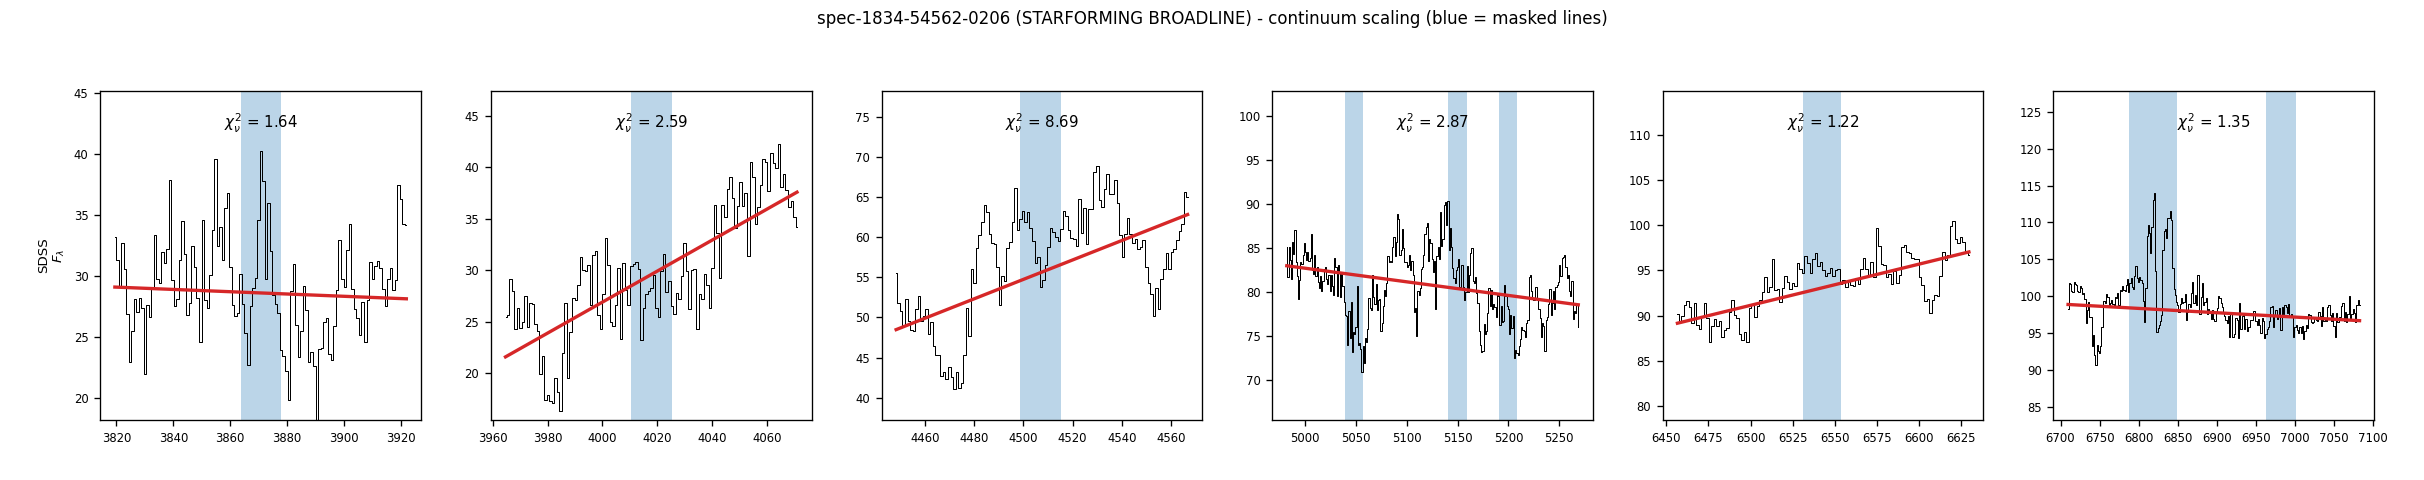 spec-1834-54562-0206 (STARFORMING BROADLINE) - continuum scaling (blue = masked lines)
SDSS
Fλ
χ²ν = 1.64
45
40
35
30
25
20
3820 3840 3860 3880 3900 3920
χ²ν = 2.59
45
40
35
30
25
20
3960 3980 4000 4020 4040 4060
χ²ν = 8.69
75
70
65
60
55
50
45
40
4460 4480 4500 4520 4540 4560
χ²ν = 2.87
100
95
90
85
80
75
70
5000 5050 5100 5150 5200 5250
χ²ν = 1.22
110
105
100
95
90
85
80
6450 6475 6500 6525 6550 6575 6600 6625
χ²ν = 1.35
125
120
115
110
105
100
95
90
85
6700 6750 6800 6850 6900 6950 7000 7050 7100